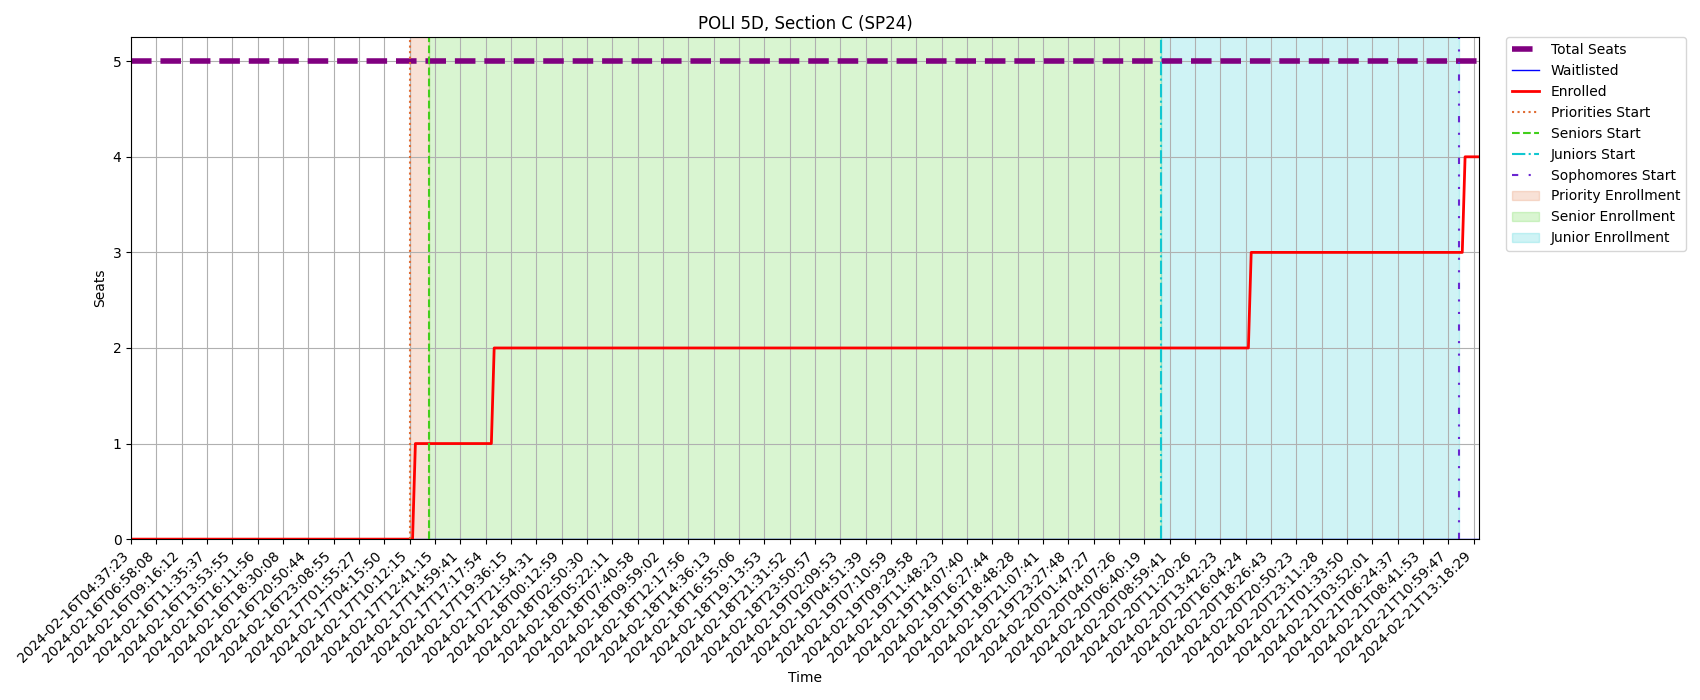 POLI 5D, Section C (SP24)
Total Seats
Waitlisted
Enrolled
Priorities Start
Seniors Start
Juniors Start
Sophomores Start
Priority Enrollment
Senior Enrollment
Junior Enrollment
Seats
5
4
3
2
1
0
2024-02-16T04:37:23
2024-02-16T06:58:08
2024-02-16T09:16:12
2024-02-16T11:35:37
2024-02-16T13:53:55
2024-02-16T16:11:56
2024-02-16T18:30:08
2024-02-16T20:50:44
2024-02-16T23:08:55
2024-02-17T01:55:27
2024-02-17T04:15:50
2024-02-17T10:12:15
2024-02-17T12:41:15
2024-02-17T14:59:41
2024-02-17T17:17:54
2024-02-17T19:36:15
2024-02-17T21:54:31
2024-02-18T00:12:59
2024-02-18T02:50:30
2024-02-18T05:22:11
2024-02-18T07:40:58
2024-02-18T09:59:02
2024-02-18T12:17:56
2024-02-18T14:36:13
2024-02-18T16:55:06
2024-02-18T19:13:53
2024-02-18T21:31:52
2024-02-18T23:50:57
2024-02-19T02:09:53
2024-02-19T04:51:39
2024-02-19T07:10:59
2024-02-19T09:29:58
2024-02-19T11:48:23
2024-02-19T14:07:40
2024-02-19T16:27:44
2024-02-19T18:48:28
2024-02-19T21:07:41
2024-02-19T23:27:48
2024-02-20T01:47:27
2024-02-20T04:07:26
2024-02-20T06:40:19
2024-02-20T08:59:41
2024-02-20T11:20:26
2024-02-20T13:42:23
2024-02-20T16:04:24
2024-02-20T18:26:43
2024-02-20T20:50:23
2024-02-20T23:11:28
2024-02-21T01:33:50
2024-02-21T03:52:01
2024-02-21T06:24:37
2024-02-21T08:41:53
2024-02-21T10:59:47
2024-02-21T13:18:29
Time